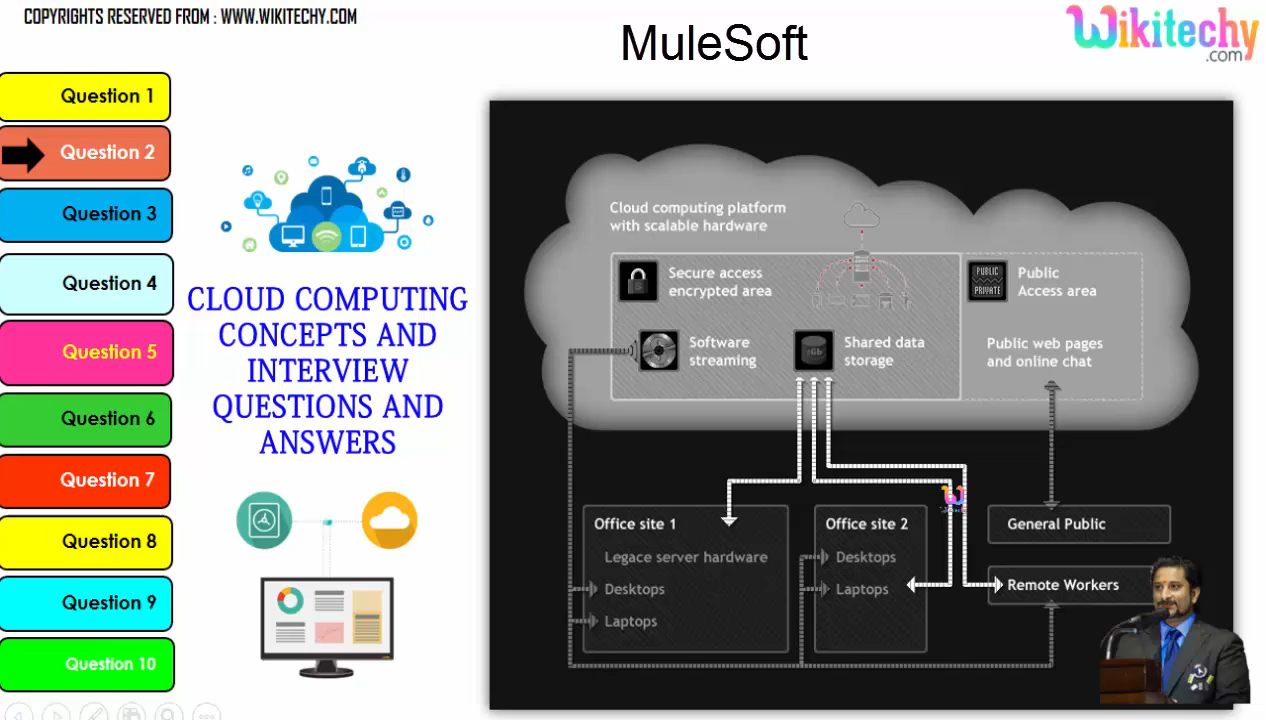 COPYRIGHTS RESERVED FROM : WWW.WIKITECHY.COM
MuleSoft
Wikitechy
.com
Question 1
Question 2
Question 3
Question 4
Question 5
Question 6
Question 7
Question 8
Question 9
Question 10
CLOUD COMPUTING
CONCEPTS AND
INTERVIEW
QUESTIONS AND
ANSWERS
Cloud computing platform
with scalable hardware
Secure access
encrypted area
PUBLIC
PRIVATE
Public
Access area
Software
streaming
Shared data
storage
Public web pages
and online chat
Office site 1
Legace server hardware
Desktops
Laptops
Office site 2
Desktops
Laptops
General Public
Remote Workers